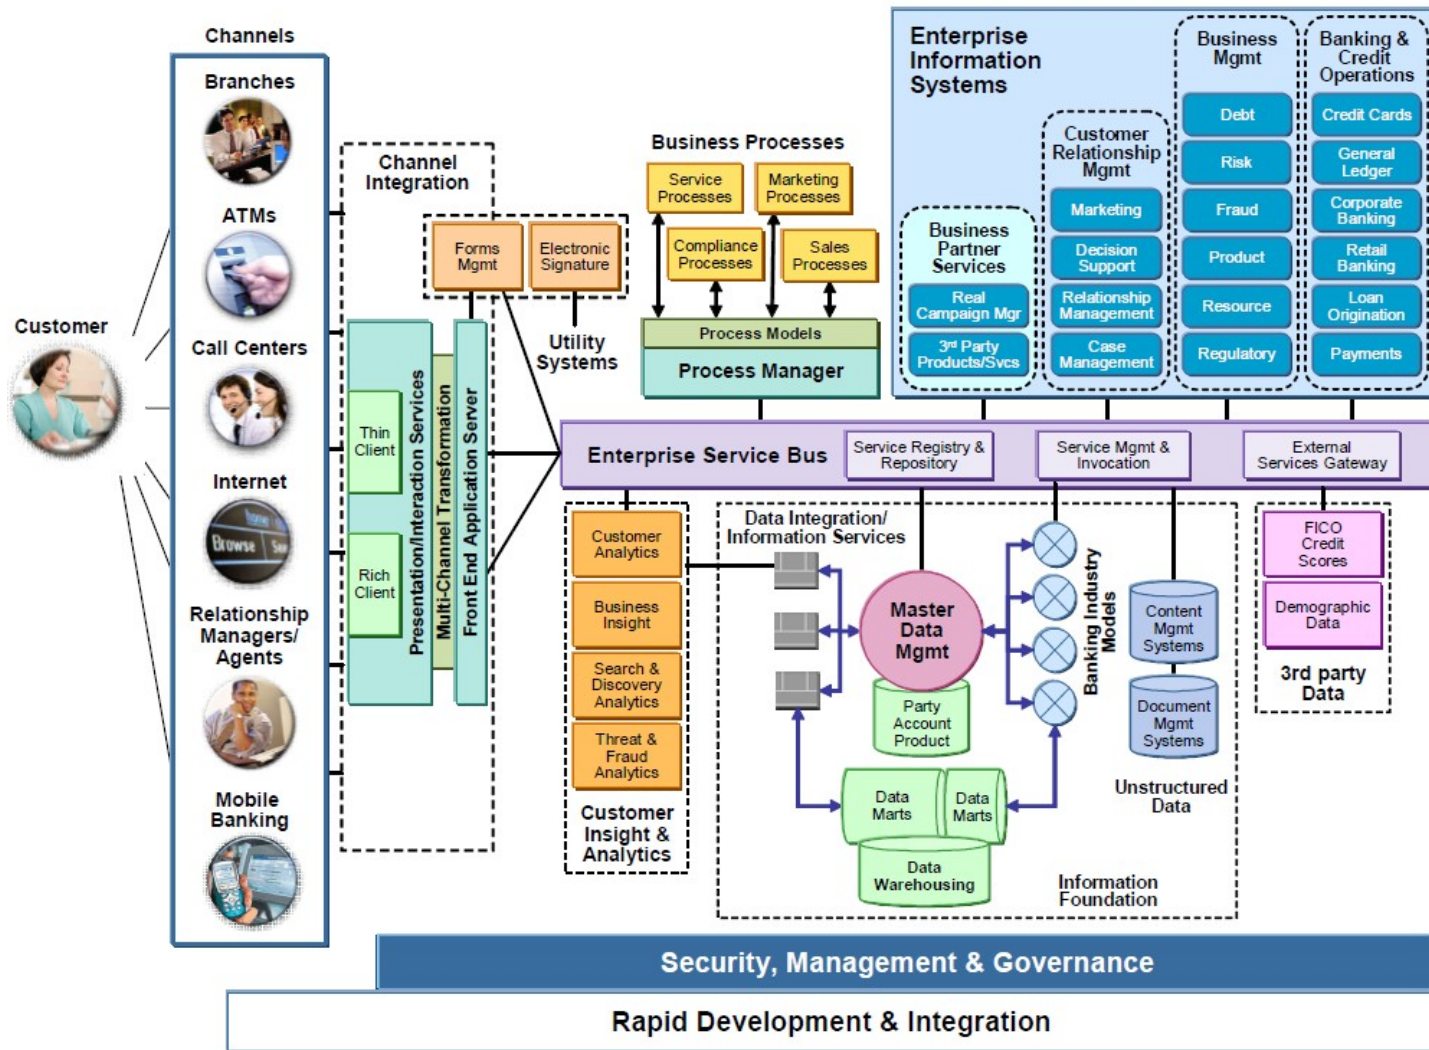 Channels
Branches
ATMs
Customer
Call Centers
Internet
Relationship
Managers/
Agents
Mobile
Banking
Channel
Integration
Forms
Mgmt
Electronic
Signature
Utility
Systems
Thin
Client
Rich
Client
Presentation/Interaction Services
Multi-Channel Transformation
Front End Application Server
Business Processes
Service
Processes
Marketing
Processes
Compliance
Processes
Sales
Processes
Process Models
Process Manager
Enterprise
Information
Systems
Business
Partner
Services
Real
Campaign Mgr
3rd Party
Products/Svcs
Customer
Relationship
Mgmt
Marketing
Decision
Support
Relationship
Management
Case
Management
Business
Mgmt
Debt
Risk
Fraud
Product
Resource
Regulatory
Banking &
Credit
Operations
Credit Cards
General
Ledger
Corporate
Banking
Retail
Banking
Loan
Origination
Payments
Enterprise Service Bus
Service Registry &
Repository
Service Mgmt &
Invocation
External
Services Gateway
Customer
Analytics
Business
Insight
Search &
Discovery
Analytics
Threat &
Fraud
Analytics
Customer
Insight &
Analytics
Data Integration/
Information Services
Master
Data
Mgmt
Party
Account
Product
Data
Marts
Data
Marts
Data
Warehousing
Banking Industry
Models
Content
Mgmt
Systems
Document
Mgmt
Systems
Unstructured
Data
Information
Foundation
FICO
Credit
Scores
Demographic
Data
3rd party
Data
Browse
Security, Management & Governance
Rapid Development & Integration